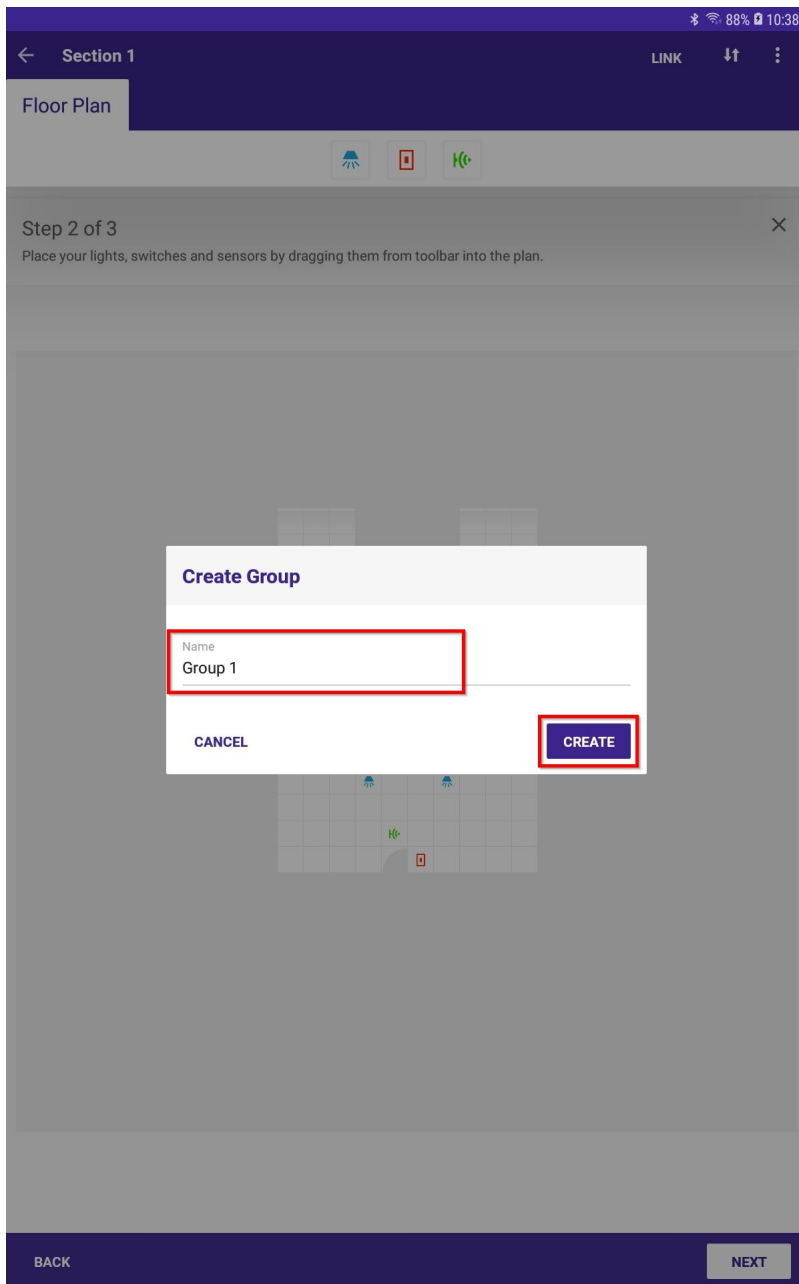 88% 10:38
Section 1
LINK
Floor Plan
Step 2 of 3
Place your lights, switches and sensors by dragging them from toolbar into the plan.
Create Group
Name
Group 1
CANCEL
CREATE
BACK
NEXT